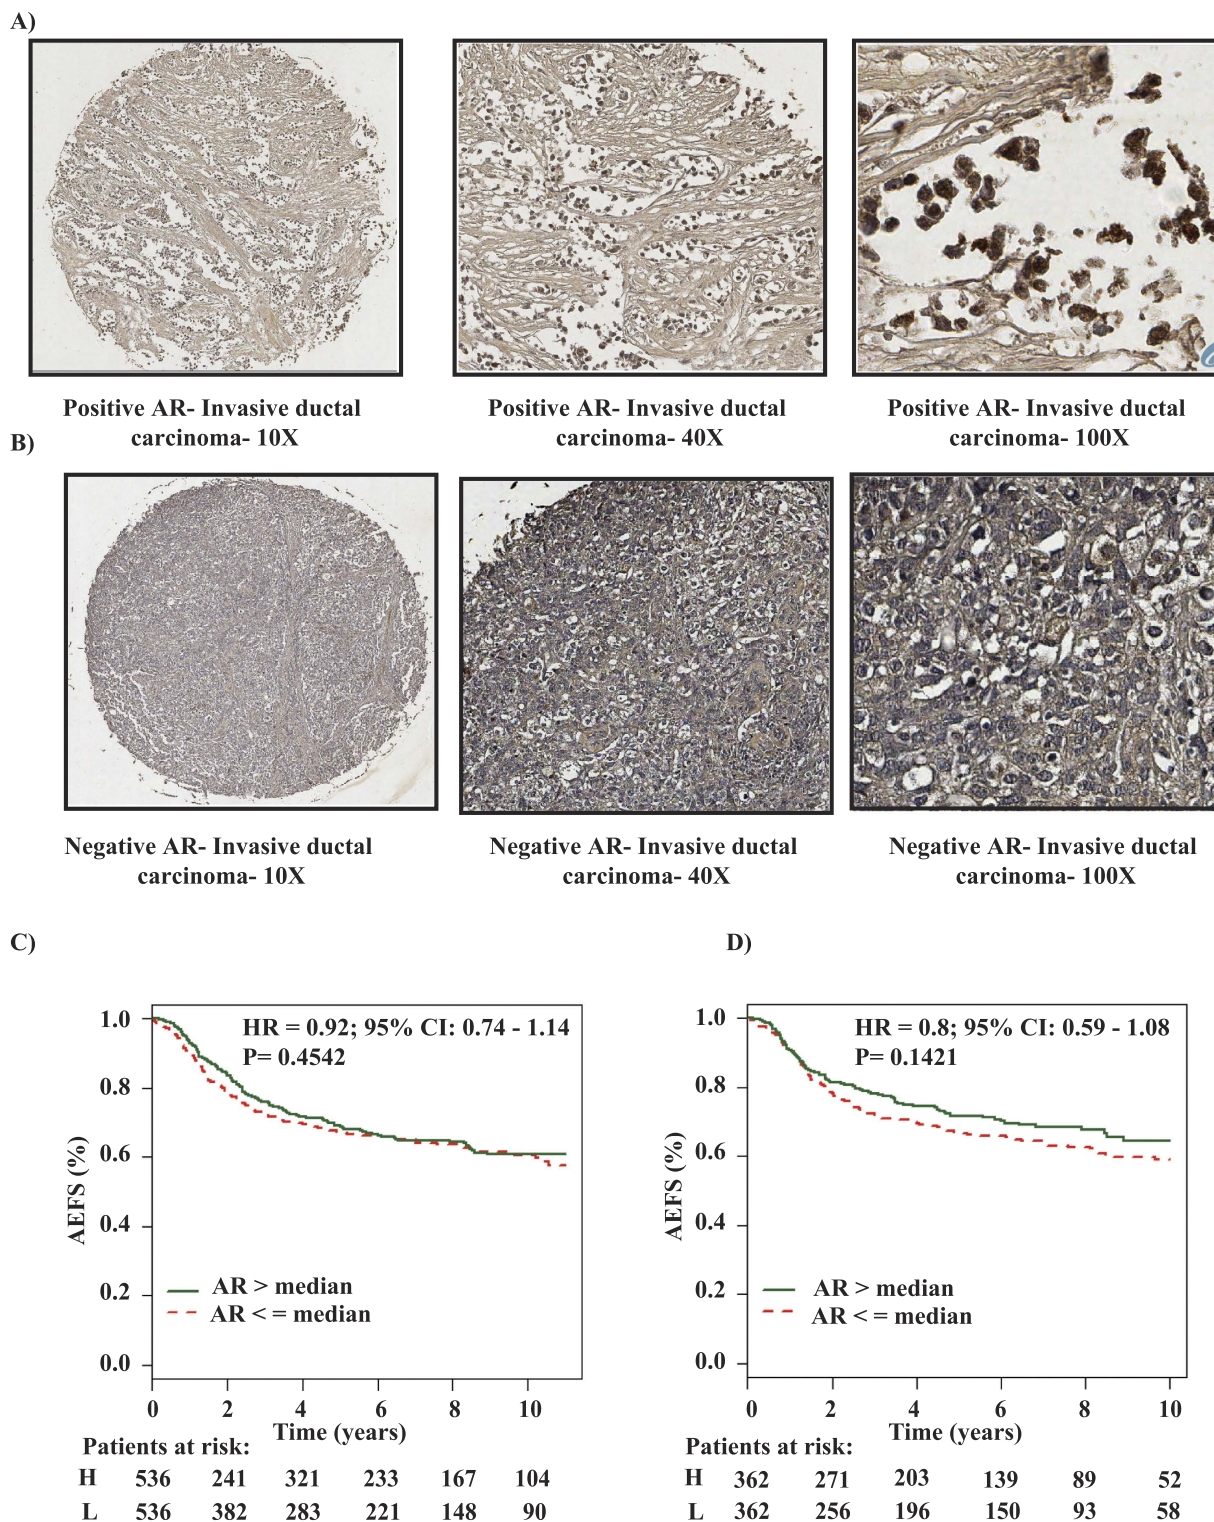 A)
Positive AR- Invasive ductal
carcinoma- 10X
Positive AR- Invasive ductal
carcinoma- 40X
Positive AR- Invasive ductal
carcinoma- 100X
B)
Negative AR- Invasive ductal
carcinoma- 10X
Negative AR- Invasive ductal
carcinoma- 40X
Negative AR- Invasive ductal
carcinoma- 100X
C)
HR = 0.92; 95% CI: 0.74 - 1.14
P= 0.4542
1.0
0.8
0.6
0.4
0.2
0.0
AEFS (%)
AR > median
AR < = median
0 2 4 6 8 10
Time (years)
Patients at risk:
H 536 241 321 233 167 104
L 536 382 283 221 148 90
D)
HR = 0.8; 95% CI: 0.59 - 1.08
P= 0.1421
1.0
0.8
0.6
0.4
0.2
0.0
AEFS (%)
AR > median
AR < = median
0 2 4 6 8 10
Time (years)
Patients at risk:
H 362 271 203 139 89 52
L 362 256 196 150 93 58